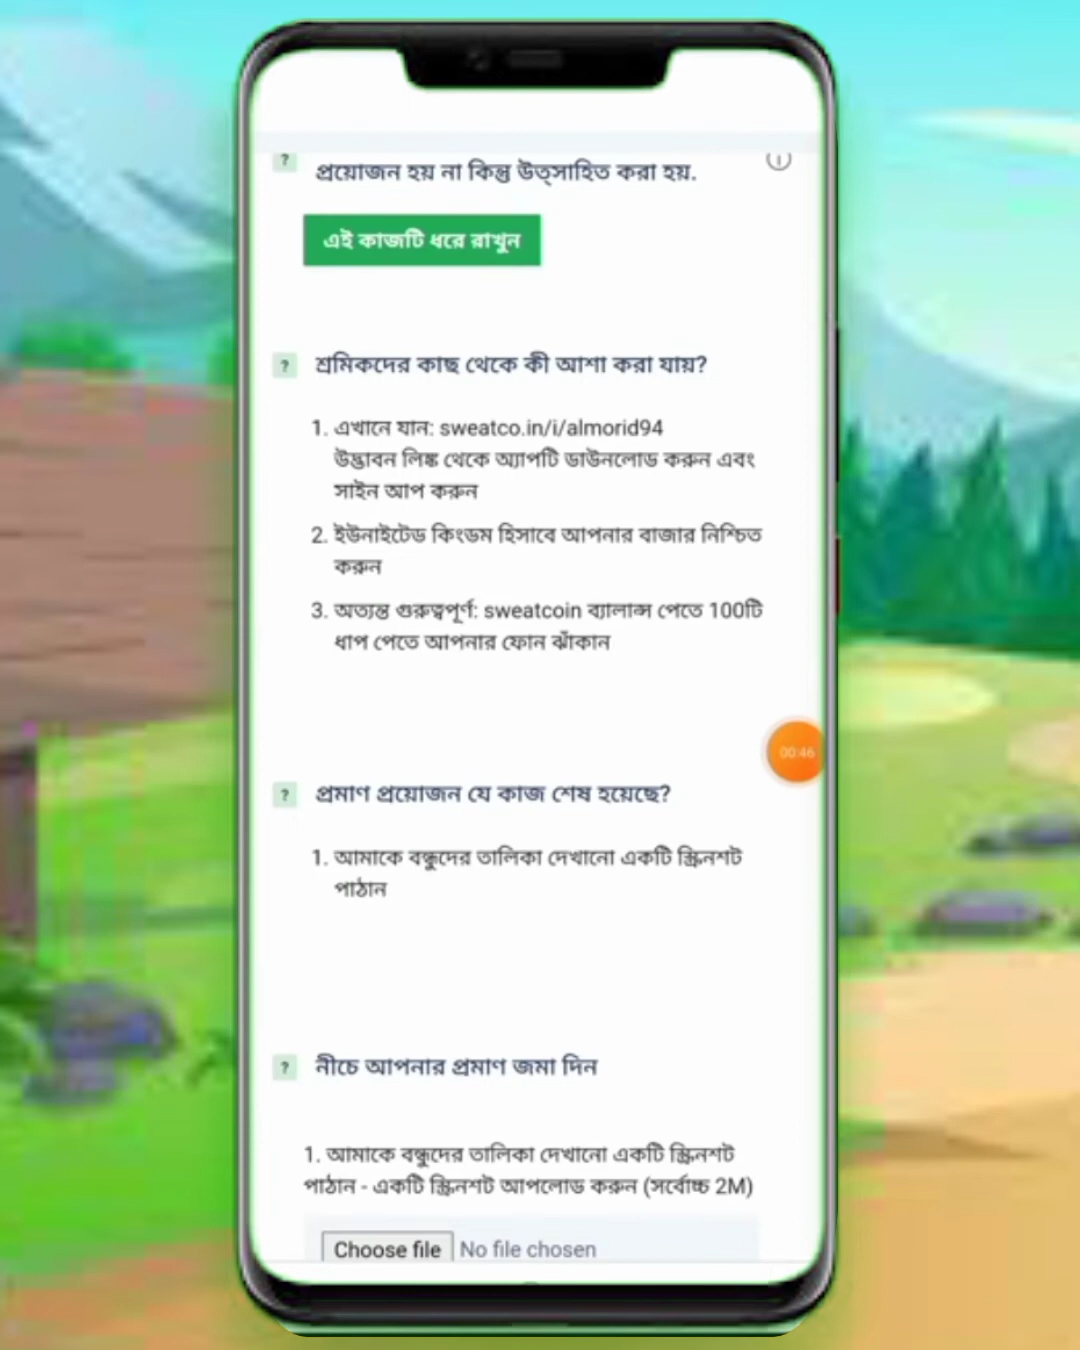 ? প্রয়োজন হয় না কিন্তু উত্সাহিত করা হয়.
এই কাজটি ধরে রাখুন
? শ্রমিকদের কাছ থেকে কী আশা করা যায়?
1. এখানে যান: sweatco.in/i/almorid94
উদ্ভাবন লিঙ্ক থেকে অ্যাপটি ডাউনলোড করুন এবং
সাইন আপ করুন
2. ইউনাইটেড কিংডম হিসাবে আপনার বাজার নিশ্চিত
করুন
3. অত্যন্ত গুরুত্বপূর্ণ: sweatcoin ব্যালান্স পেতে 100টি
ধাপ পেতে আপনার ফোন ঝাঁকান
00:46
? প্রমাণ প্রয়োজন যে কাজ শেষ হয়েছে?
1. আমাকে বন্ধুদের তালিকা দেখানো একটি স্ক্রিনশট
পাঠান
? নীচে আপনার প্রমাণ জমা দিন
1. আমাকে বন্ধুদের তালিকা দেখানো একটি স্ক্রিনশট
পাঠান - একটি স্ক্রিনশট আপলোড করুন (সর্বোচ্চ 2M)
Choose file No file chosen